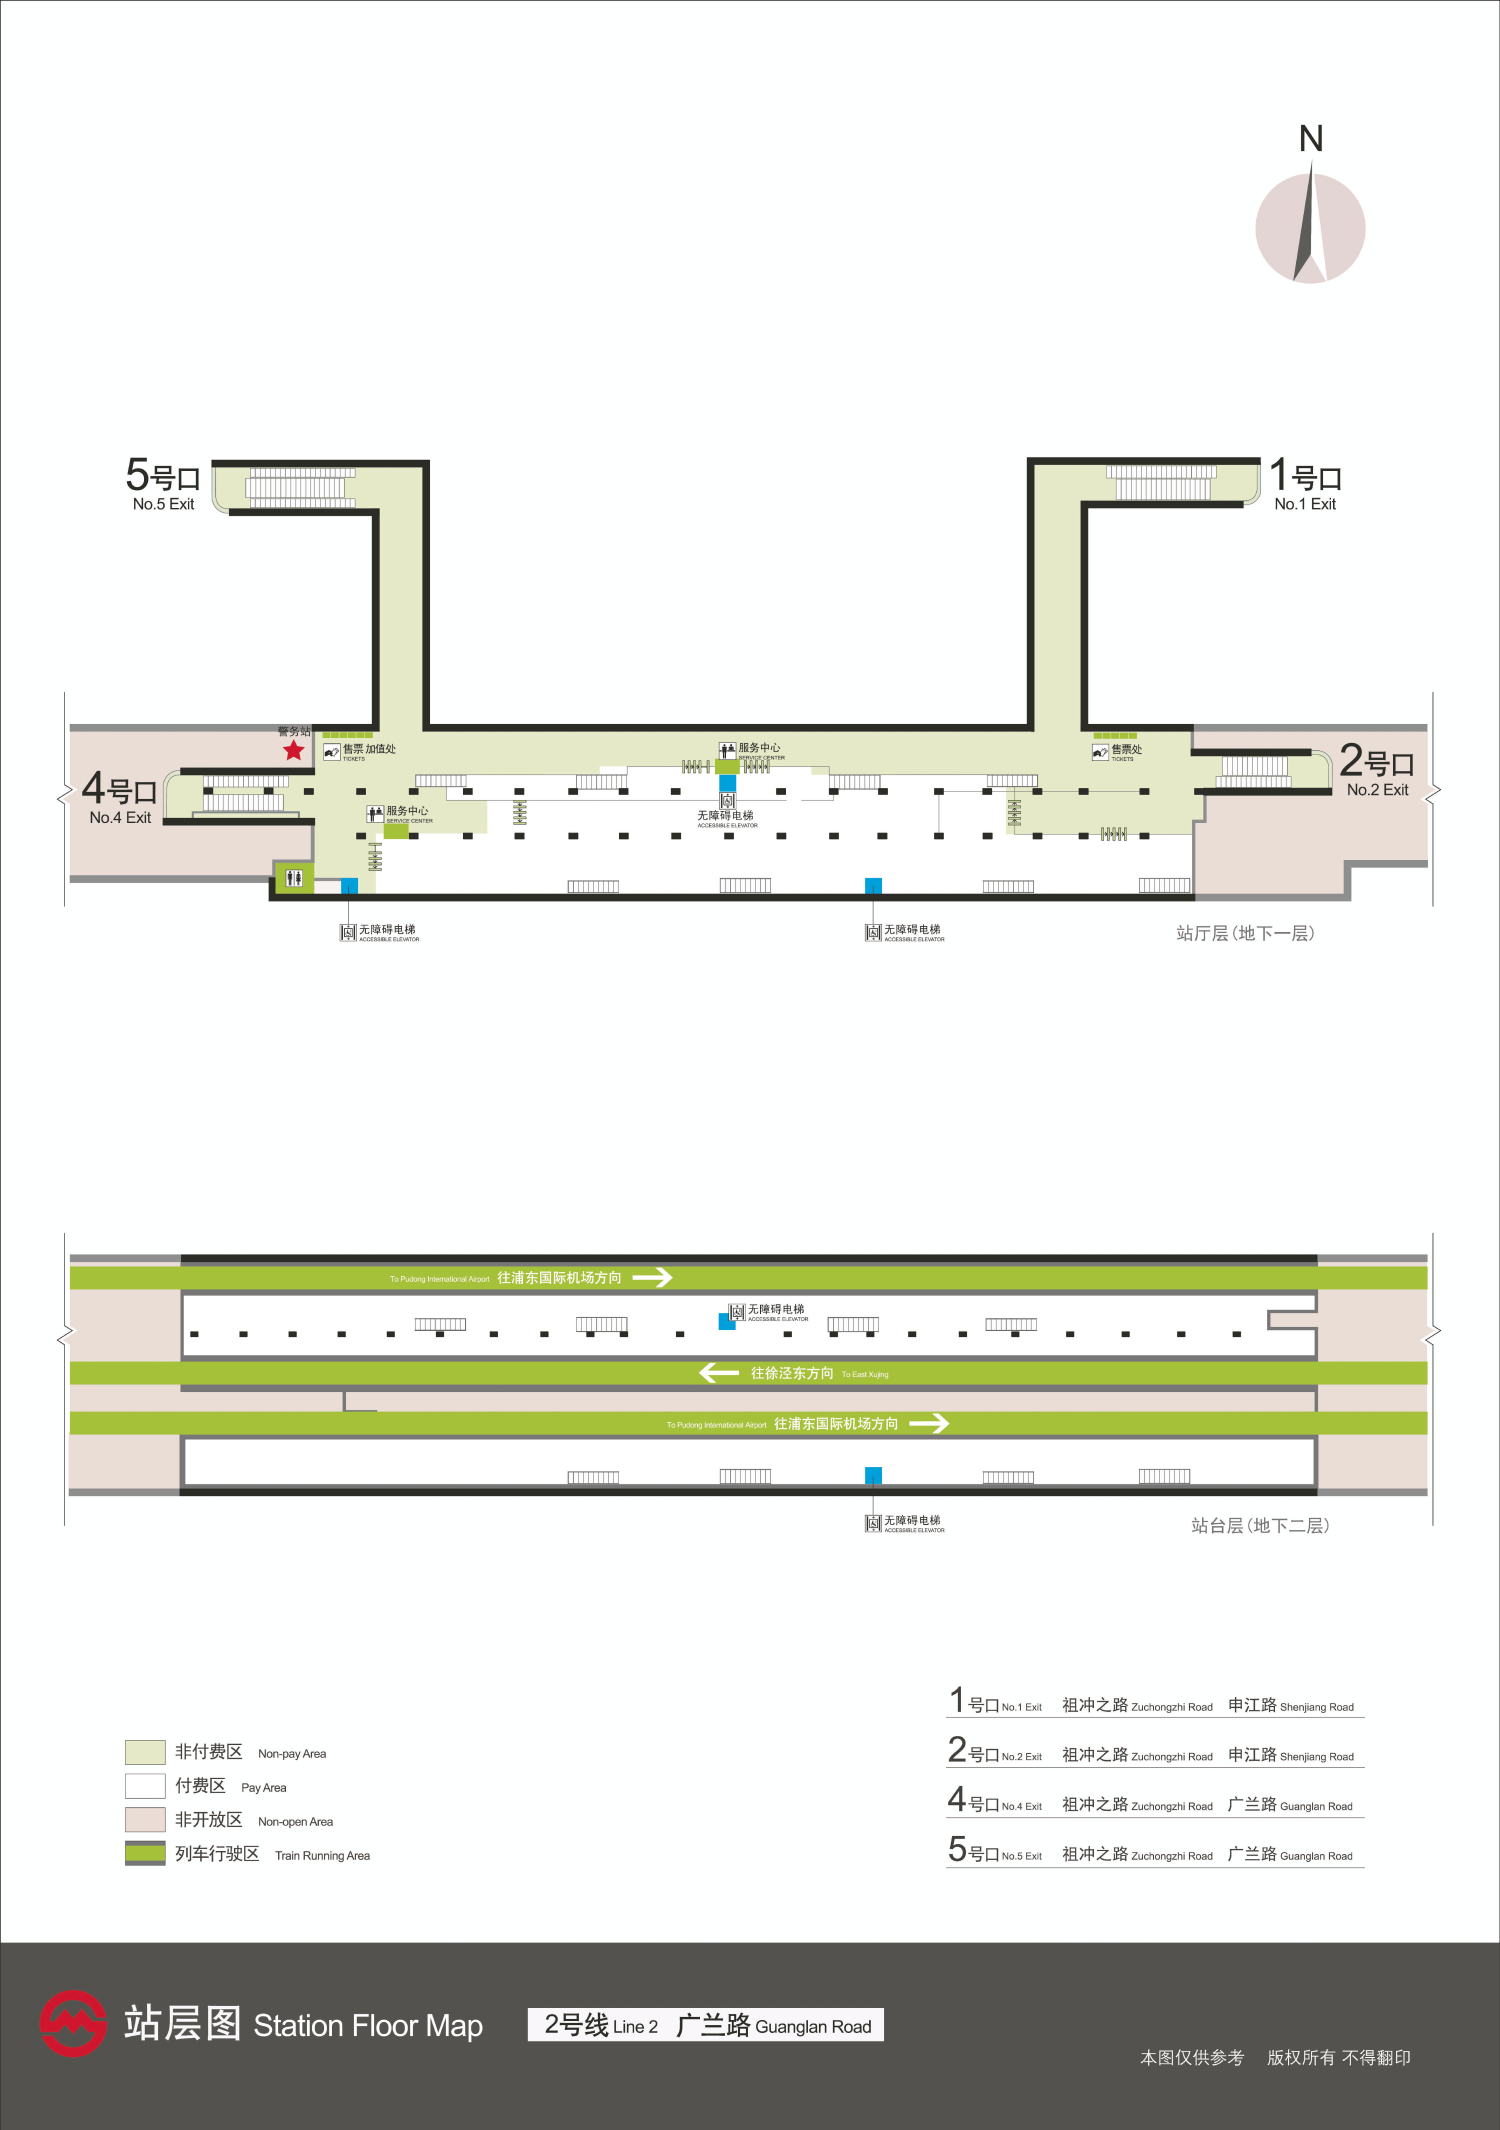 N
5号口
No.5 Exit
1号口
No.1 Exit
警务站
售票 加值处
TICKETS
服务中心
SERVICE CENTER
售票处
TICKETS
4号口
No.4 Exit
2号口
No.2 Exit
服务中心
SERVICE CENTER
无障碍电梯
ACCESSIBLE ELEVATOR
无障碍电梯
ACCESSIBLE ELEVATOR
无障碍电梯
ACCESSIBLE ELEVATOR
站厅层(地下一层)
To Pudong International Airport 往浦东国际机场方向
无障碍电梯
ACCESSIBLE ELEVATOR
往徐泾东方向 To East Xujing
To Pudong International Airport 往浦东国际机场方向
无障碍电梯
ACCESSIBLE ELEVATOR
站台层(地下二层)
1号口 No.1 Exit 祖冲之路 Zuchongzhi Road 申江路 Shenjiang Road
2号口 No.2 Exit 祖冲之路 Zuchongzhi Road 申江路 Shenjiang Road
4号口 No.4 Exit 祖冲之路 Zuchongzhi Road 广兰路 Guanglan Road
5号口 No.5 Exit 祖冲之路 Zuchongzhi Road 广兰路 Guanglan Road
非付费区 Non-pay Area
付费区 Pay Area
非开放区 Non-open Area
列车行驶区 Train Running Area
站层图 Station Floor Map
2号线 Line 2 广兰路 Guanglan Road
本图仅供参考 版权所有 不得翻印